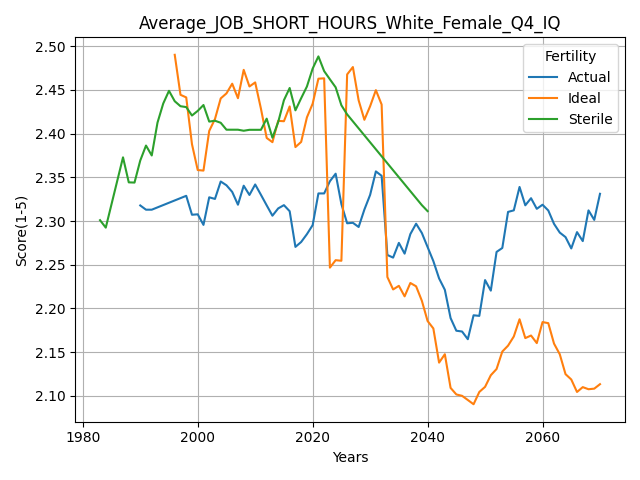 Average_JOB_SHORT_HOURS_White_Female_Q4_IQ
Fertility
Actual
Ideal
Sterile
Score(1-5)
2.50
2.45
2.40
2.35
2.30
2.25
2.20
2.15
2.10
1980
2000
2020
2040
2060
Years